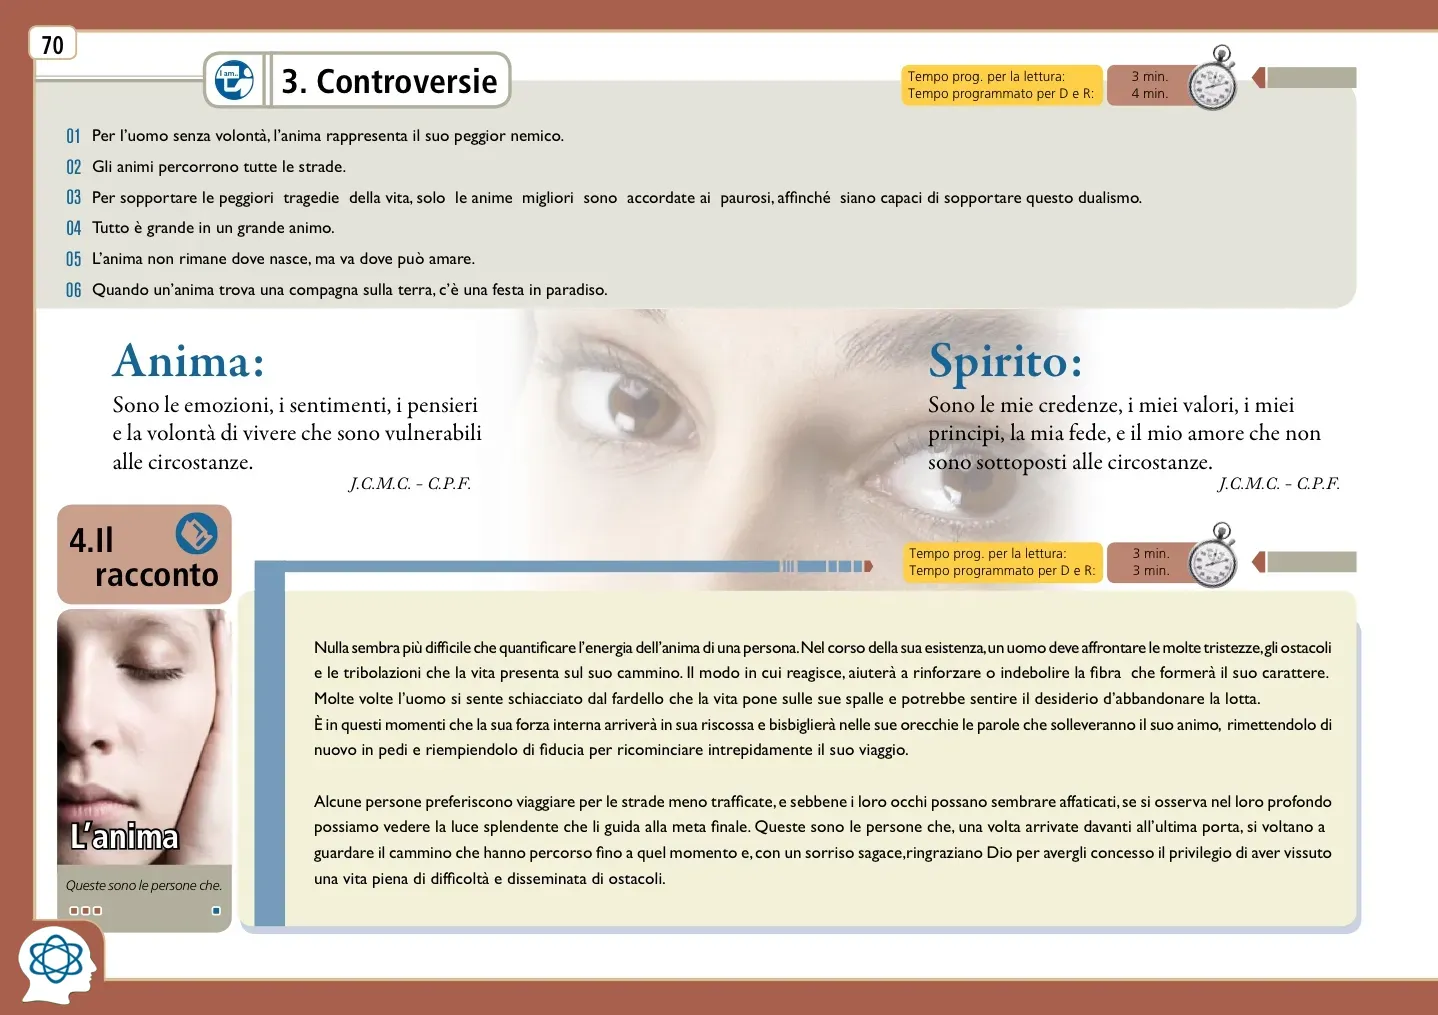 70
I am...
3. Controversie
Tempo prog. per la lettura: 3 min.
Tempo programmato per D e R: 4 min.
01 Per l'uomo senza volontà, l'anima rappresenta il suo peggior nemico.
02 Gli animi percorrono tutte le strade.
03 Per sopportare le peggiori tragedie della vita, solo le anime migliori sono accordate ai paurosi, affinché siano capaci di sopportare questo dualismo.
04 Tutto è grande in un grande animo.
05 L'anima non rimane dove nasce, ma va dove può amare.
06 Quando un'anima trova una compagna sulla terra, c'è una festa in paradiso.
Anima:
Sono le emozioni, i sentimenti, i pensieri
e la volontà di vivere che sono vulnerabili
alle circostanze.
J.C.M.C. - C.P.F.
Spirito:
Sono le mie credenze, i miei valori, i miei
principi, la mia fede, e il mio amore che non
sono sottoposti alle circostanze.
J.C.M.C. - C.P.F.
4.Il
racconto
Tempo prog. per la lettura: 3 min.
Tempo programmato per D e R: 3 min.
Nulla sembra più difficile che quantificare l'energia dell'anima di una persona. Nel corso della sua esistenza, un uomo deve affrontare le molte tristezze, gli ostacoli
e le tribolazioni che la vita presenta sul suo cammino. Il modo in cui reagisce, aiuterà a rinforzare o indebolire la fibra che formerà il suo carattere.
Molte volte l'uomo si sente schiacciato dal fardello che la vita pone sulle sue spalle e potrebbe sentire il desiderio d'abbandonare la lotta.
È in questi momenti che la sua forza interna arriverà in sua riscossa e bisbiglierà nelle sue orecchie le parole che solleveranno il suo animo, rimettendolo di
nuovo in pedi e riempiendolo di fiducia per ricominciare intrepidamente il suo viaggio.
Alcune persone preferiscono viaggiare per le strade meno trafficate, e sebbene i loro occhi possano sembrare affaticati, se si osserva nel loro profondo
possiamo vedere la luce splendente che li guida alla meta finale. Queste sono le persone che, una volta arrivate davanti all'ultima porta, si voltano a
guardare il cammino che hanno percorso fino a quel momento e, con un sorriso sagace,ringraziano Dio per avergli concesso il privilegio di aver vissuto
una vita piena di difficoltà e disseminata di ostacoli.
L'anima
Queste sono le persone che.